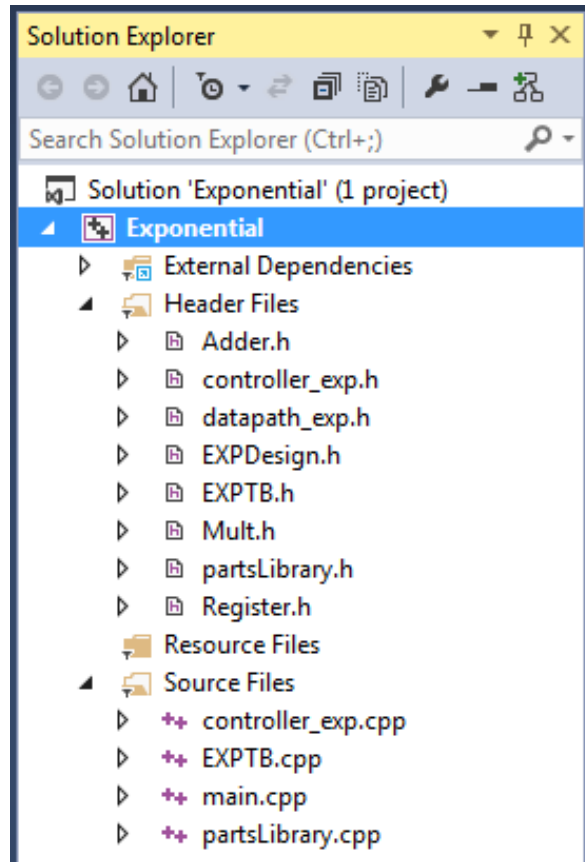 Solution Explorer
Search Solution Explorer (Ctrl+;)
Solution 'Exponential' (1 project)
Exponential
External Dependencies
Header Files
Adder.h
controller_exp.h
datapath_exp.h
EXPDesign.h
EXPTB.h
Mult.h
partsLibrary.h
Register.h
Resource Files
Source Files
controller_exp.cpp
EXPTB.cpp
main.cpp
partsLibrary.cpp